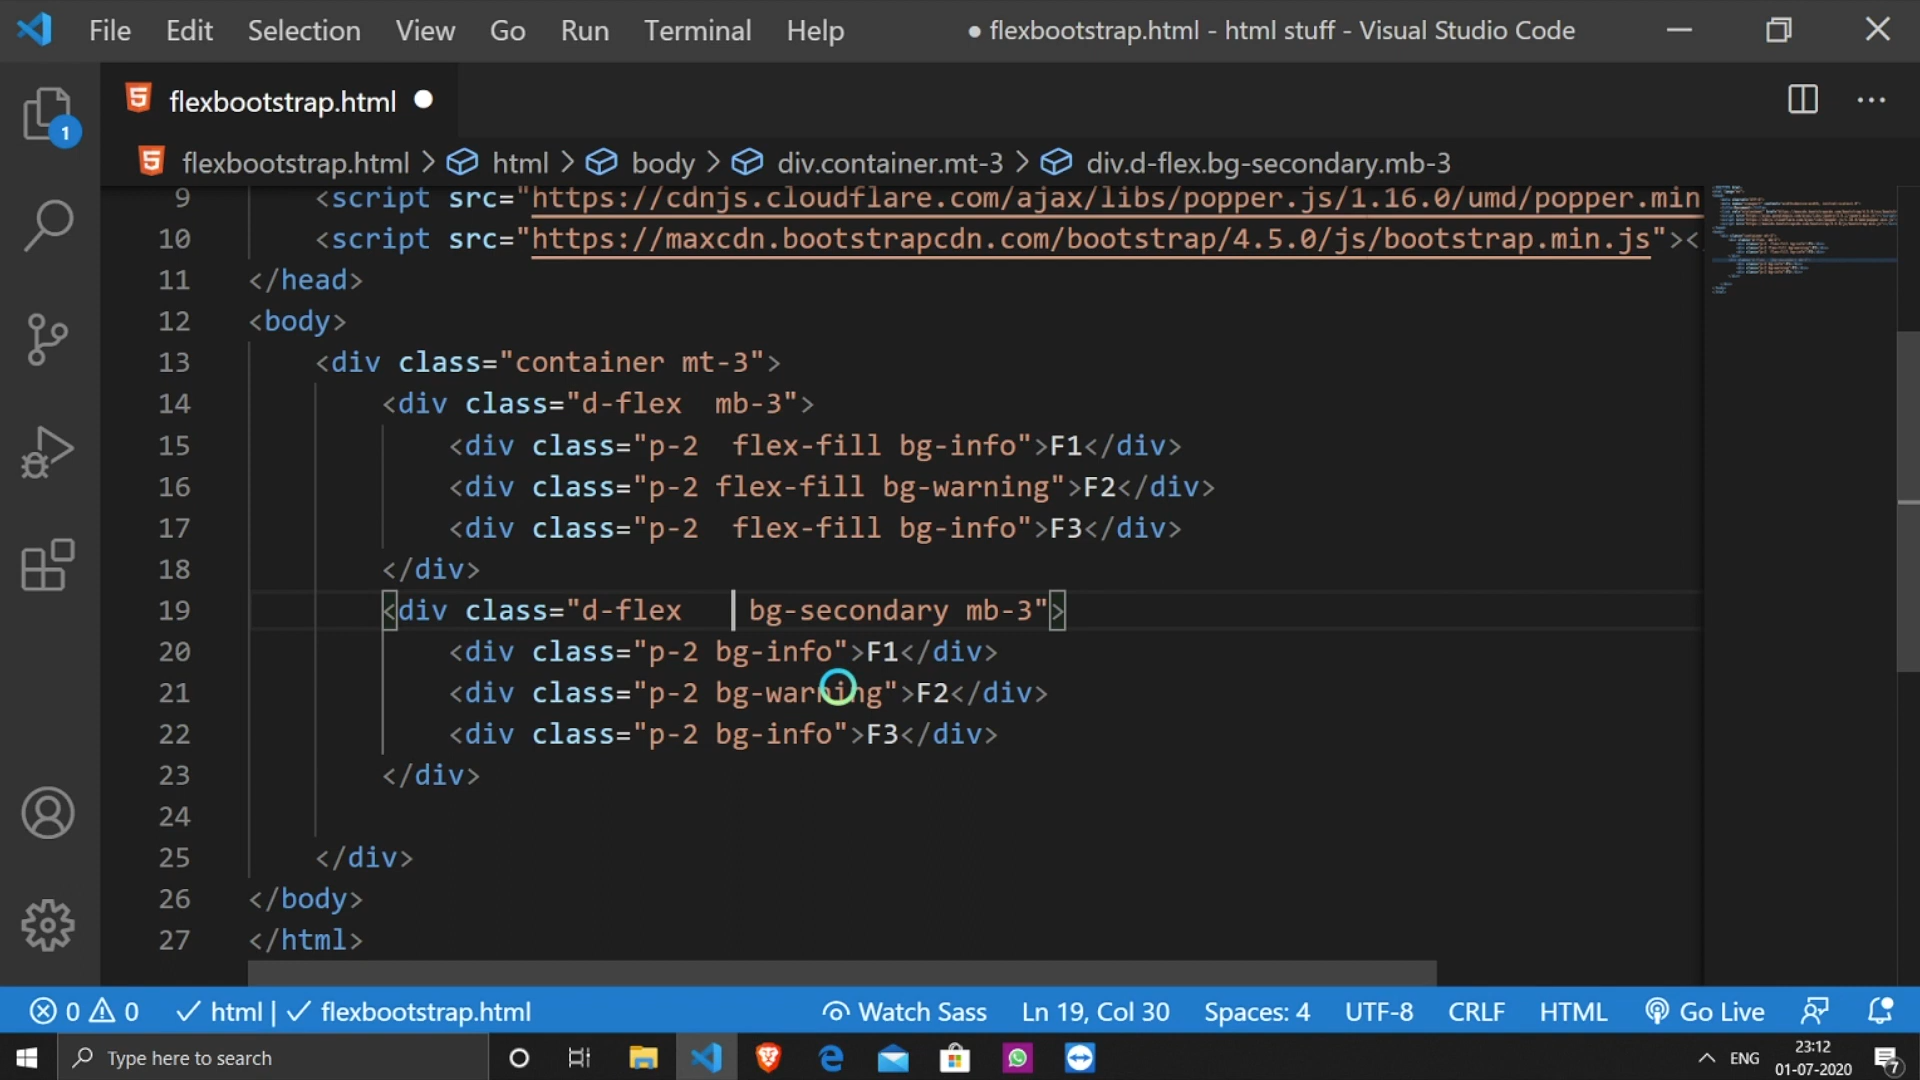 File Edit Selection View Go Run Terminal Help ● flexbootstrap.html - html stuff - Visual Studio Code
flexbootstrap.html
flexbootstrap.html > html > body > div.container.mt-3 > div.d-flex.bg-secondary.mb-3
9 <script src="https://cdnjs.cloudflare.com/ajax/libs/popper.js/1.16.0/umd/popper.min
10 <script src="https://maxcdn.bootstrapcdn.com/bootstrap/4.5.0/js/bootstrap.min.js"><
11 </head>
12 <body>
13 <div class="container mt-3">
14 <div class="d-flex  mb-3">
15 <div class="p-2  flex-fill bg-info">F1</div>
16 <div class="p-2 flex-fill bg-warning">F2</div>
17 <div class="p-2  flex-fill bg-info">F3</div>
18 </div>
19 <div class="d-flex    bg-secondary mb-3">
20 <div class="p-2 bg-info">F1</div>
21 <div class="p-2 bg-warning">F2</div>
22 <div class="p-2 bg-info">F3</div>
23 </div>
24
25 </div>
26 </body>
27 </html>
1
0 0 html | flexbootstrap.html Watch Sass Ln 19, Col 30 Spaces: 4 UTF-8 CRLF HTML Go Live
Type here to search ENG 23:12
01-07-2020 7